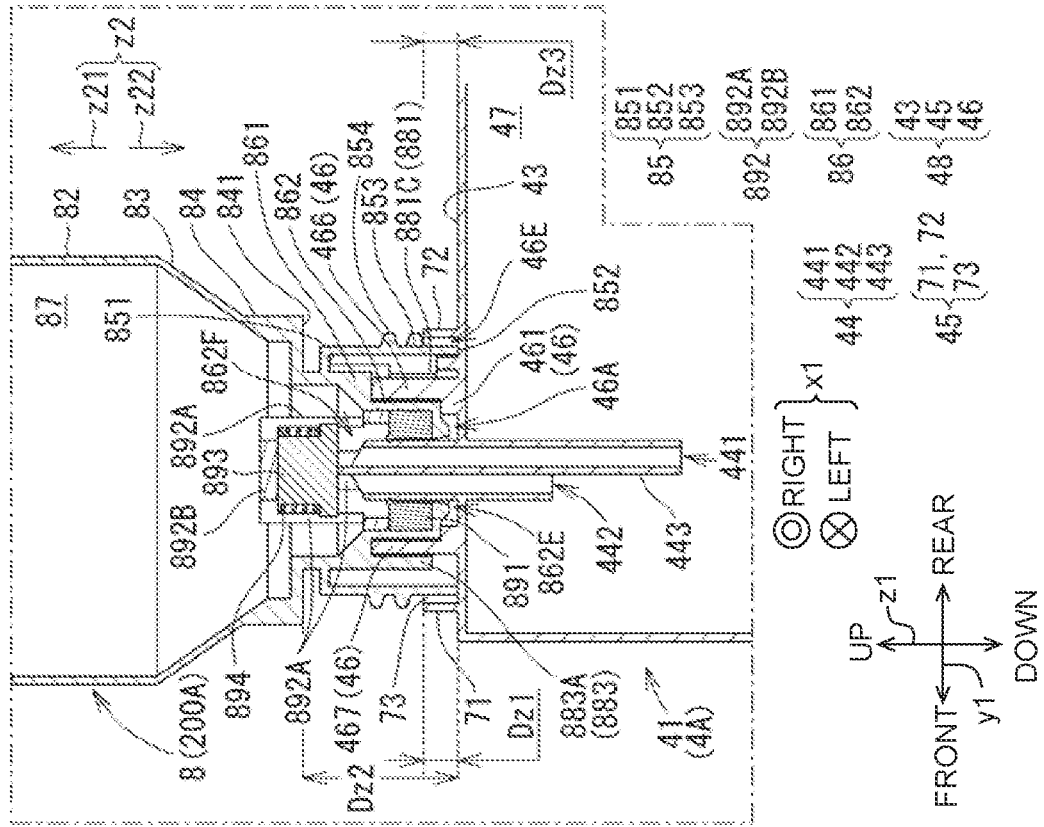 z2
z21
z22
82
83
84
841
861
862
466 (46)
854
853
881C (881)
72
Dz3
47
43
46E
852
461
(46)
46A
87
851
862F
892A
893
892B
894
892A
467 (46)
73
71
Dz1
Dz2
8 (200A)
883A
(883)
41
(4A)
891
862E
442
443
441
85 { 851
852
853
892 { 892A
892B
86 { 861
862
48 { 43
45
46
44 { 441
442
443
45 { 71, 72
73
RIGHT
LEFT
x1
UP
z1
FRONT
REAR
y1
DOWN